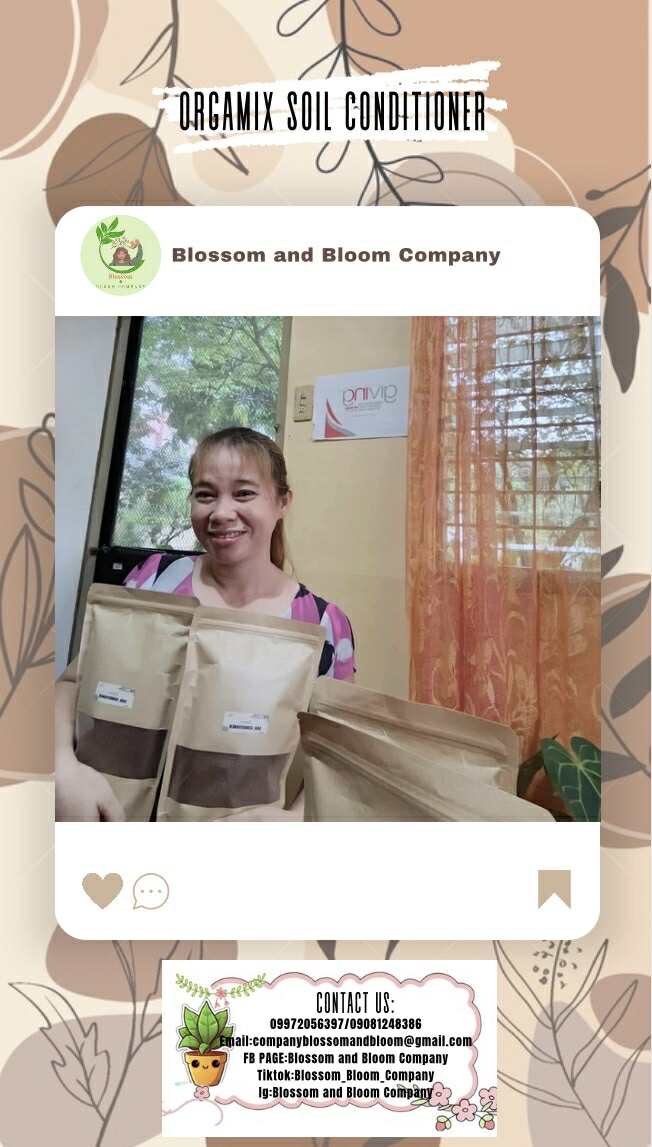 ORGAMIX SOIL CONDITIONER
Blossom
Blossom and Bloom Company
CONTACT US:
09972056397/09081248386
Email:companyblossomandbloom@gmail.com
FB PAGE:Blossom and Bloom Company
Tiktok:Blossom_Bloom_Company
Ig:Blossom and Bloom Company